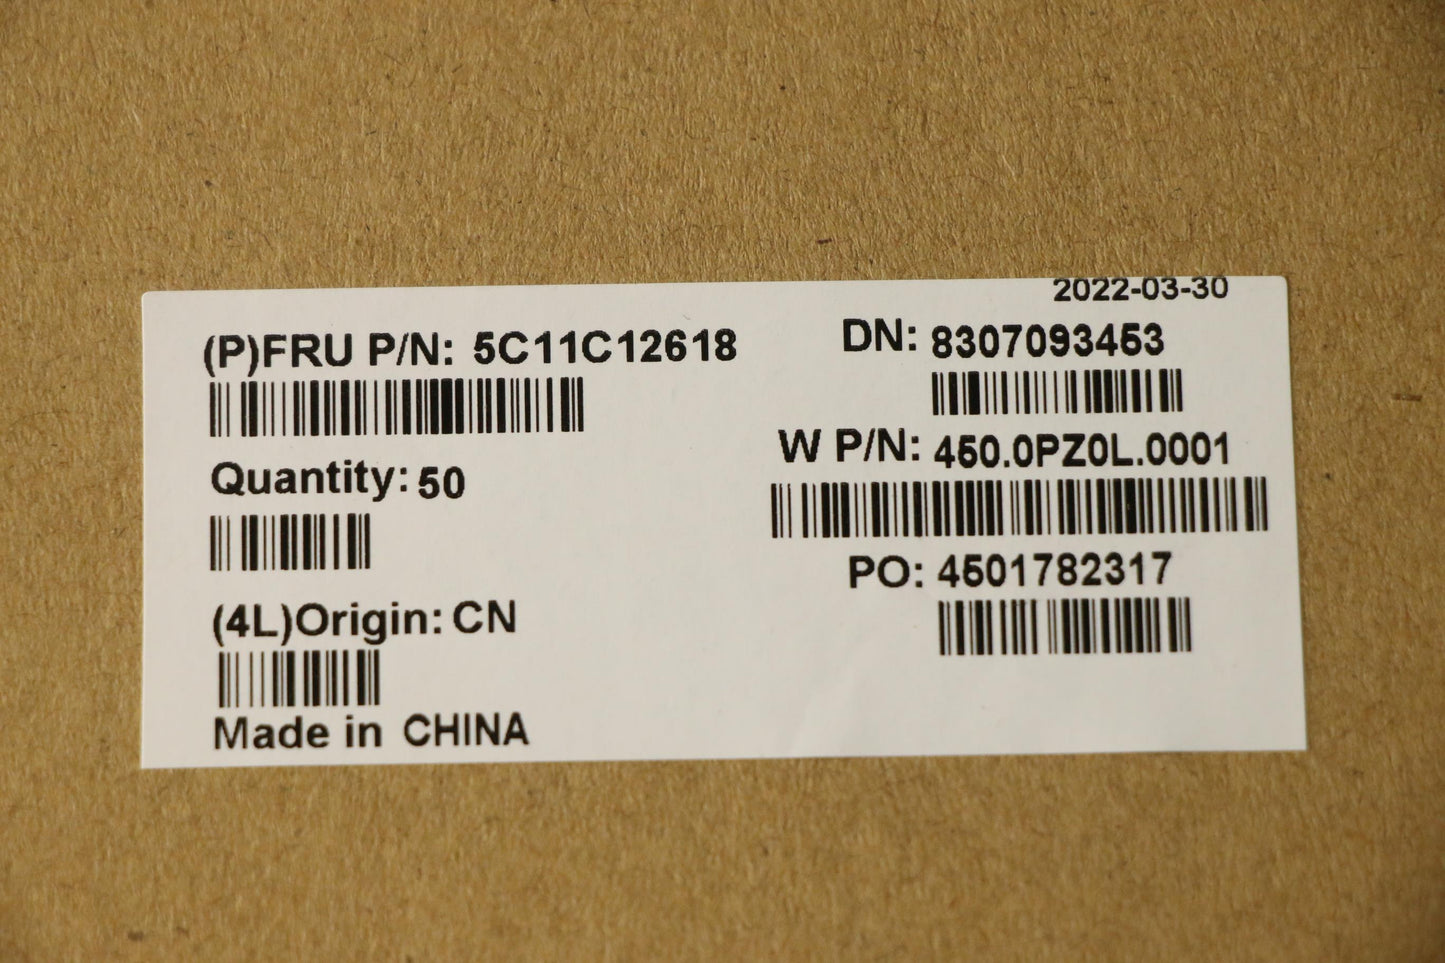 2022-03-30
(P)FRU P/N: 5C11C12618
DN: 8307093453
W P/N: 450.0PZ0L.0001
Quantity: 50
PO: 4501782317
(4L)Origin: CN
Made in CHINA